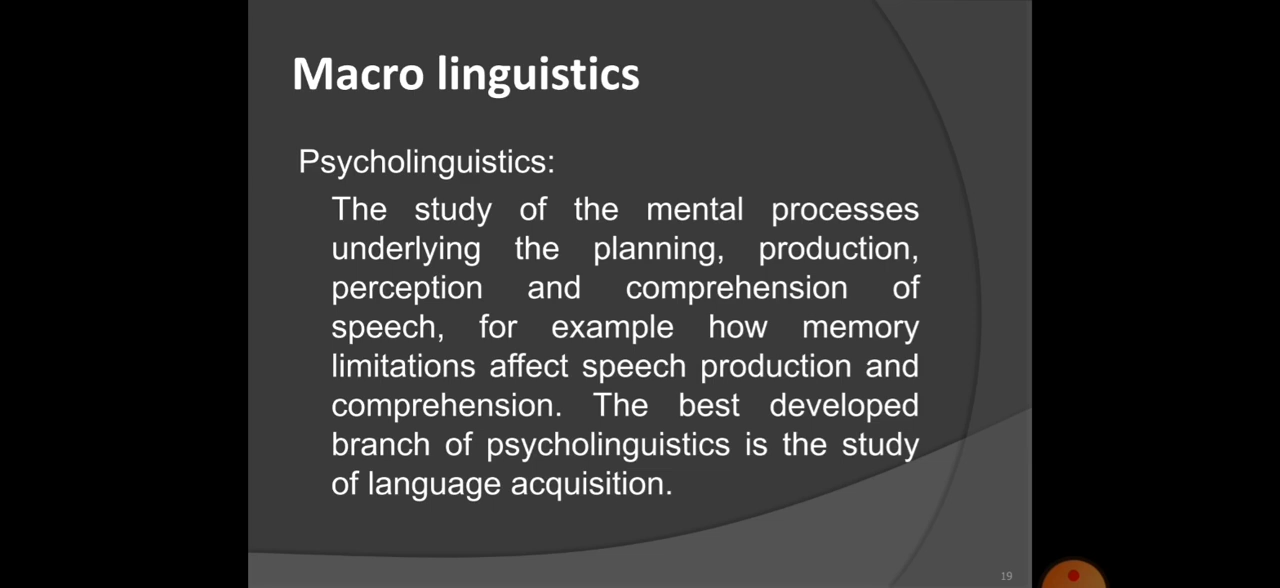 Macro linguistics
Psycholinguistics:
The study of the mental processes
underlying the planning, production,
perception and comprehension of
speech, for example how memory
limitations affect speech production and
comprehension. The best developed
branch of psycholinguistics is the study
of language acquisition.
19